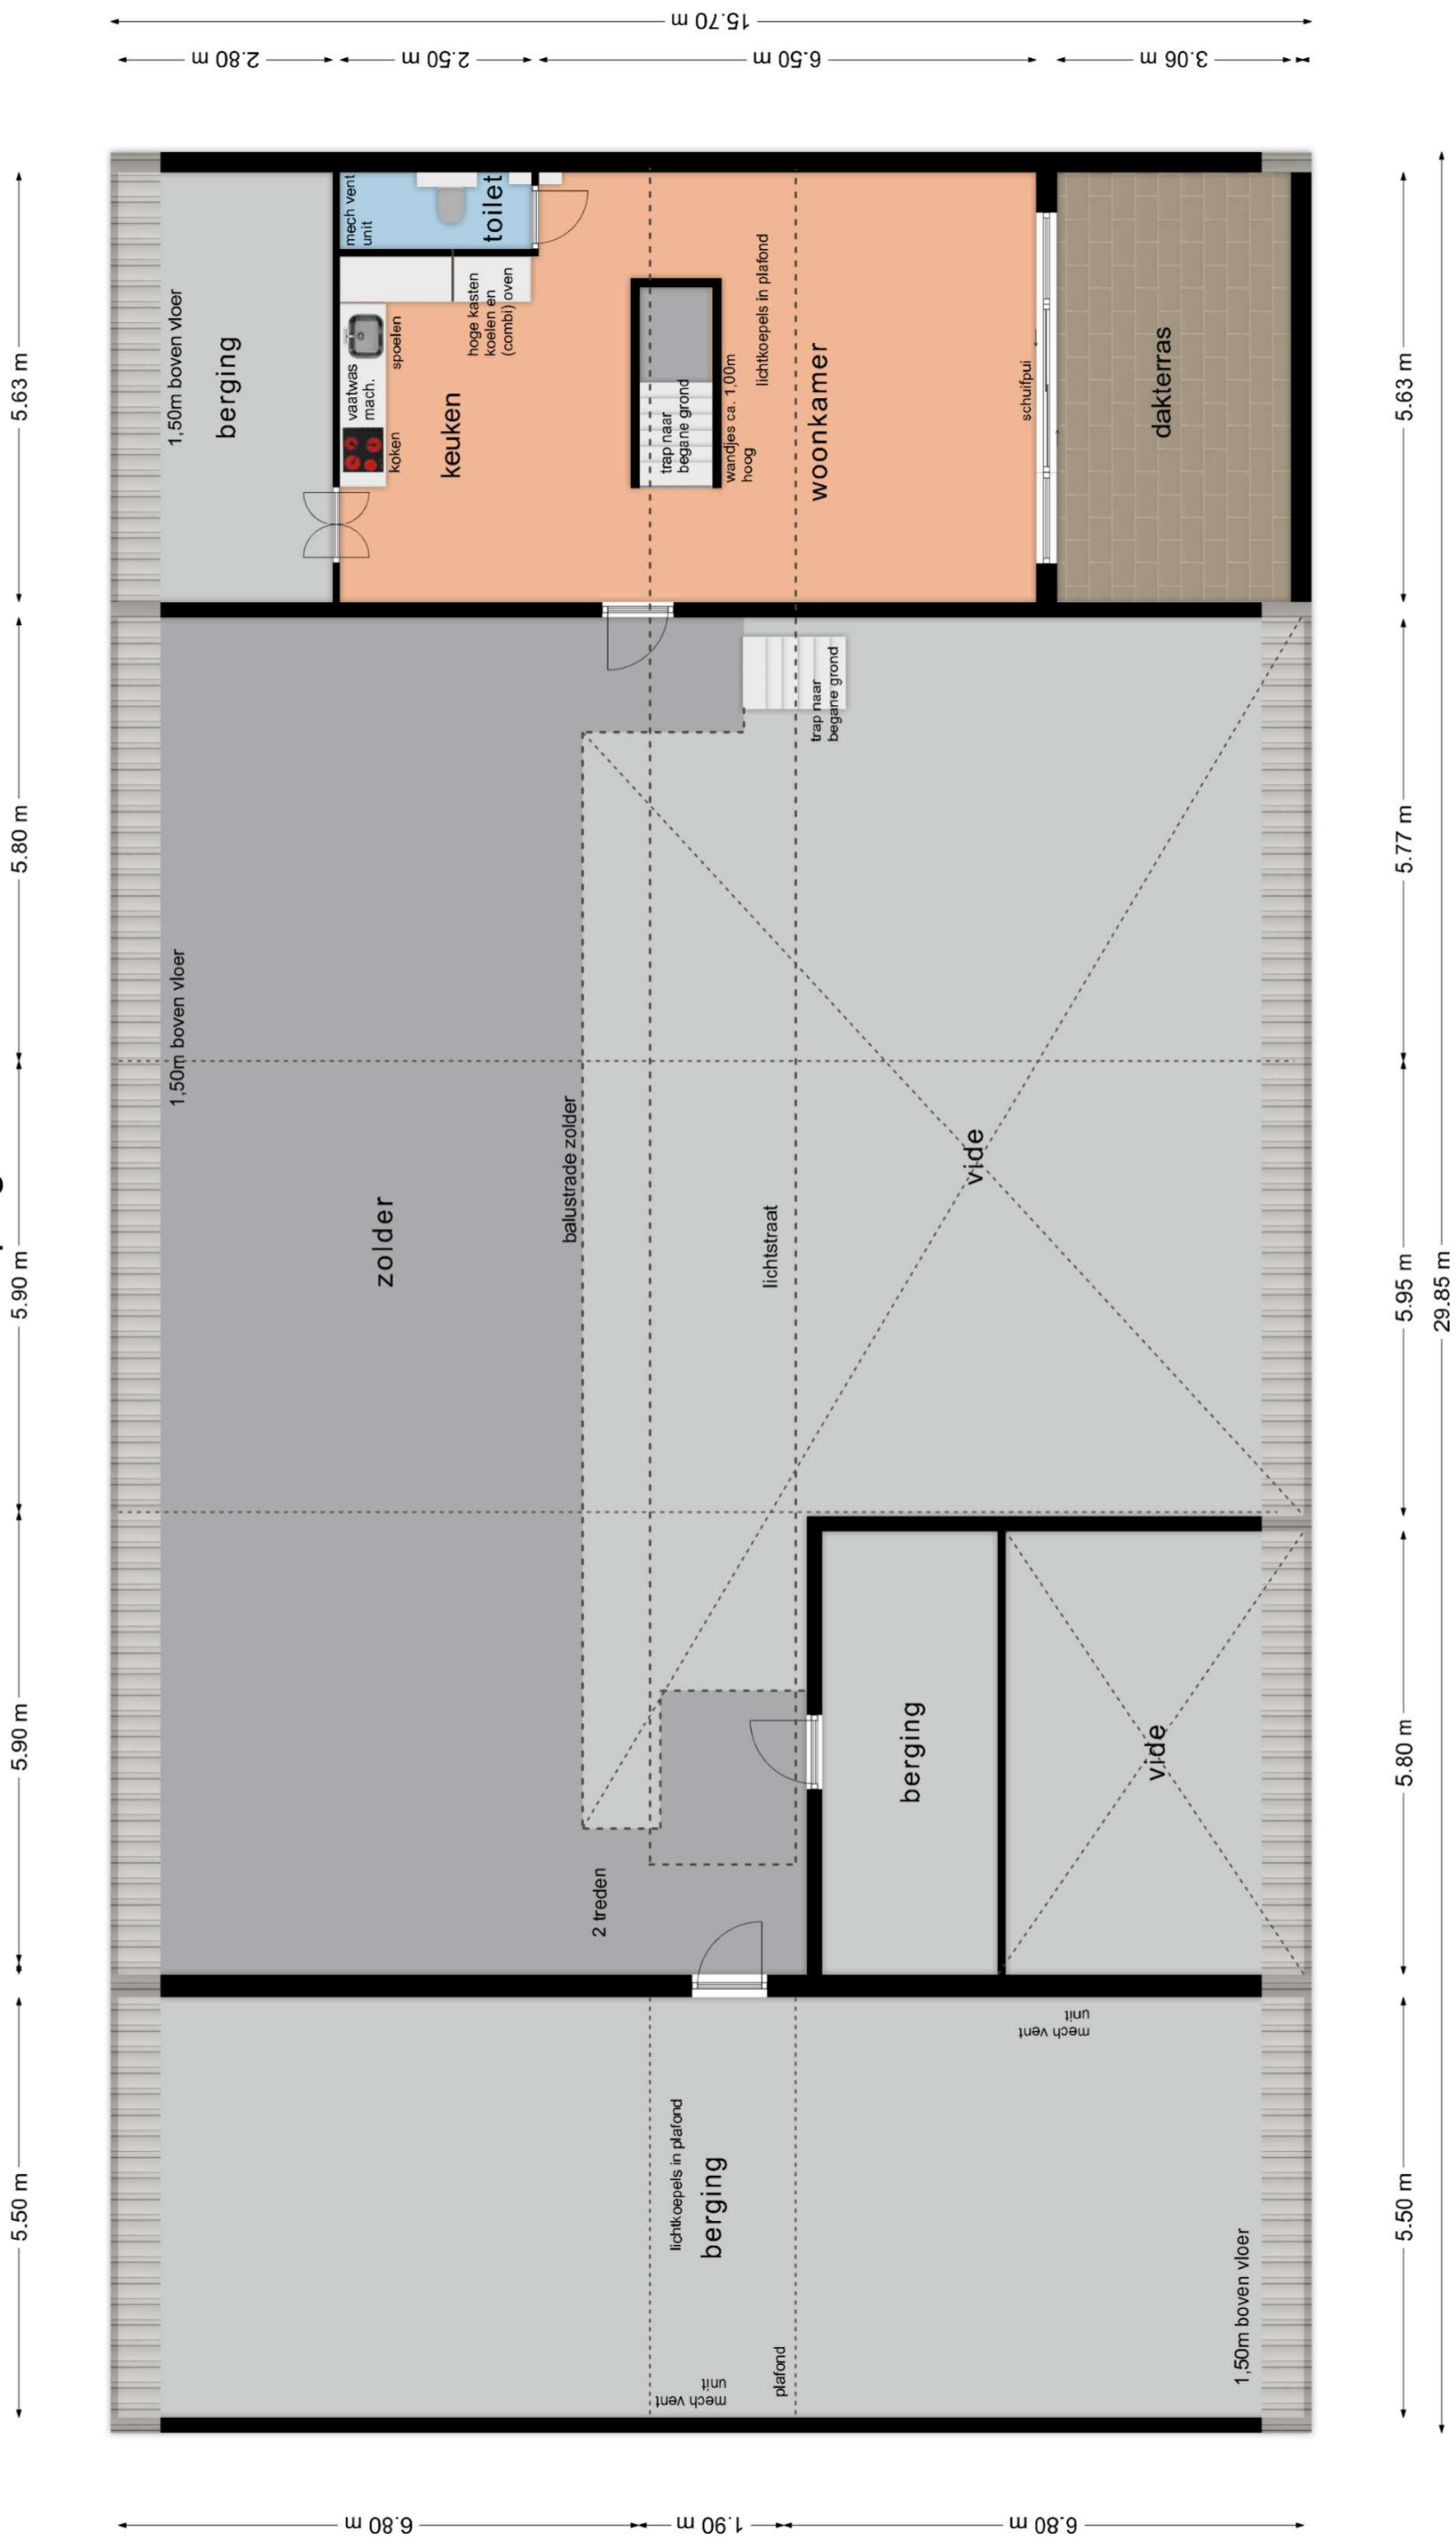 15.70 m
2.80 m
2.50 m
6.50 m
3.06 m
5.63 m
5.80 m
5.90 m
5.90 m
5.50 m
1,50m boven vloer
berging
mech vent
unit
toilet
hoge kasten
koelen en
(combi) oven
spoelen
vaatwas
mach.
koken
keuken
trap naar
begane grond
wandjes ca. 1,00m
hoog
lichtkoepels in plafond
woonkamer
schuifpui
dakterras
trap naar
begane grond
1,50m boven vloer
zolder
balustrade zolder
lichtstraat
vide
2 treden
berging
vide
mech vent
unit
lichtkoepels in plafond
berging
mech vent
unit
plafond
1,50m boven vloer
5.63 m
5.77 m
5.95 m
5.80 m
5.50 m
29.85 m
6.80 m
1.90 m
6.80 m